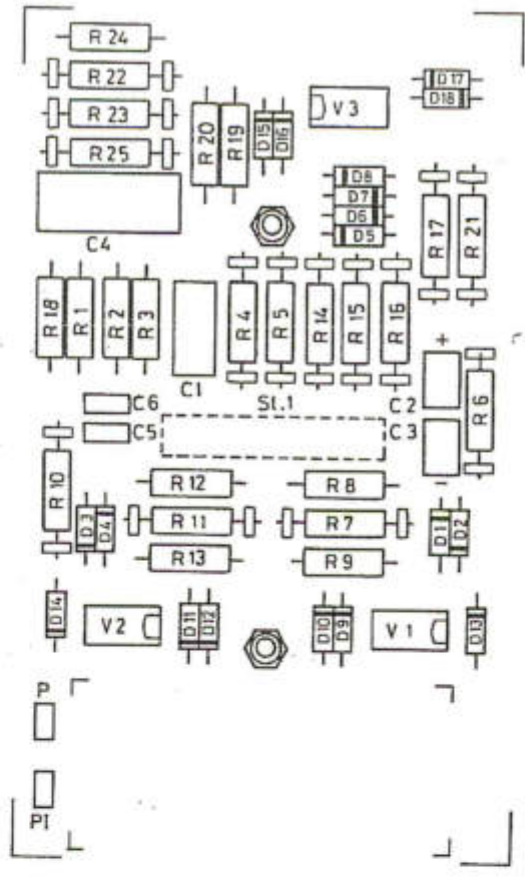 R 24
R 22
R 23
R 25
C4
R 20
R 19
D15
D16
V 3
D17
D18
D8
D7
D6
D5
R 17
R 21
R 18
R 1
R 2
R 3
C1
R 4
R 5
R 14
R 15
R 16
+
C 2
C 3
-
R 6
C6
C5
St.1
R 10
D3
D4
R 12
R 11
R 13
R 8
R 7
R 9
D1
D2
D14
V 2
D11
D12
D10
D9
V 1
D13
P
PI